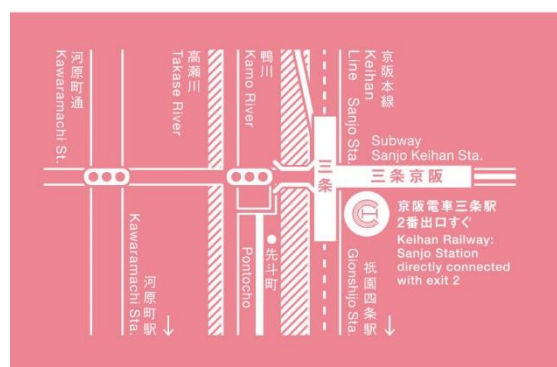 河原町通
Kawaramachi St.
高瀬川
Takase River
鴨川
Kamo River
京阪本線
Keihan
Line Sanjo Sta.
Subway
Sanjo Keihan Sta.
三条
三条京阪
京阪電車三条駅
2番出口すぐ
Keihan Railway:
Sanjo Station
directly connected
with exit 2
Kawaramachi Sta.
河原町駅
Pontocho
先斗町
Gionshijo Sta.
祇園四条駅